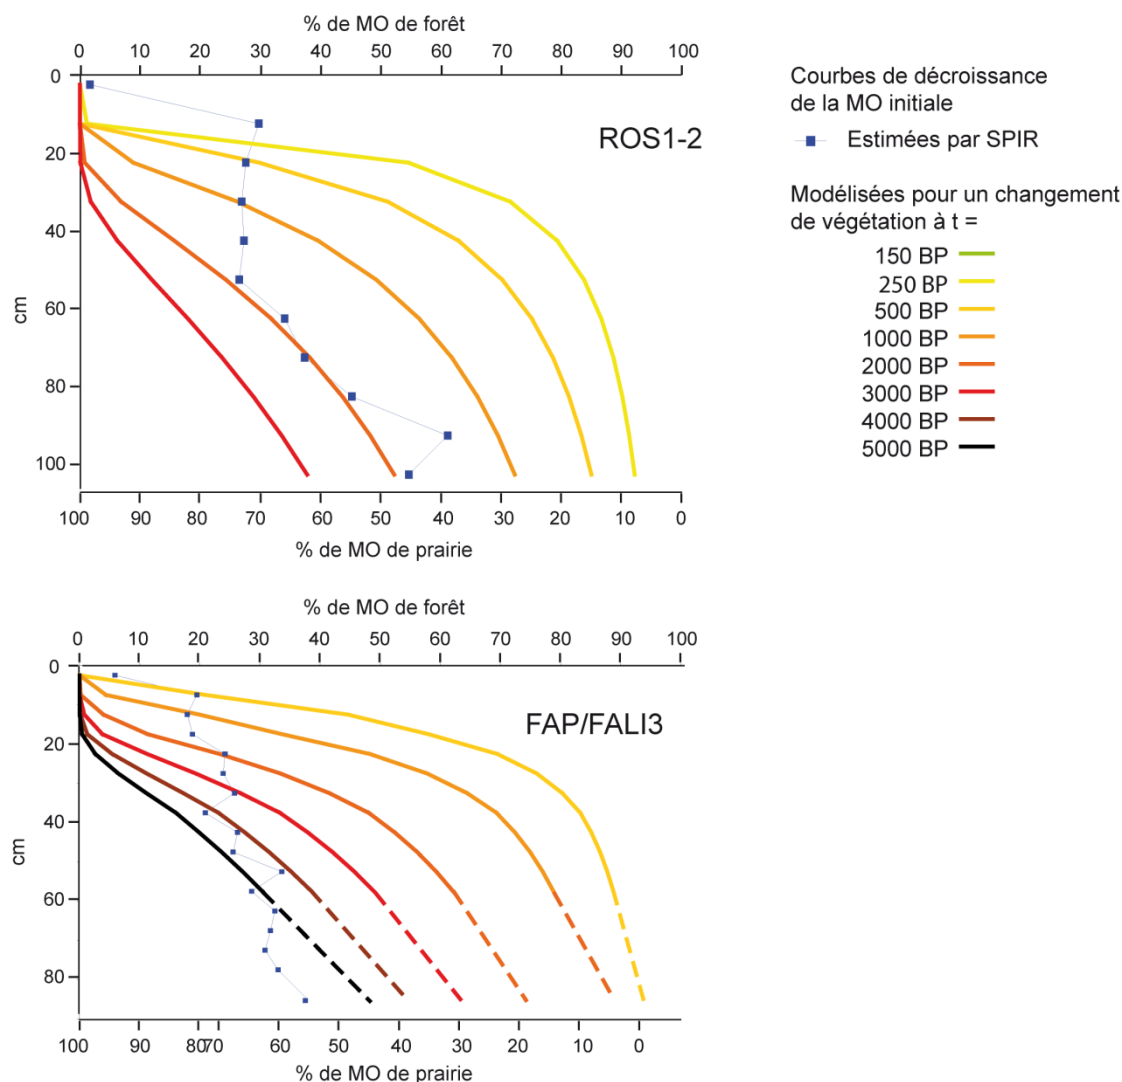 % de MO de forêt
0 10 20 30 40 50 60 70 80 90 100
0
20
40
60
80
100
cm
ROS1-2
100 90 80 70 60 50 40 30 20 10 0
% de MO de prairie
Courbes de décroissance
de la MO initiale
Estimées par SPIR
Modélisées pour un changement
de végétation à t =
150 BP
250 BP
500 BP
1000 BP
2000 BP
3000 BP
4000 BP
5000 BP
% de MO de forêt
0 10 20 30 40 50 60 70 80 90 100
0
20
40
60
80
cm
FAP/FALI3
100 90 80 70 60 50 40 30 20 10 0
% de MO de prairie